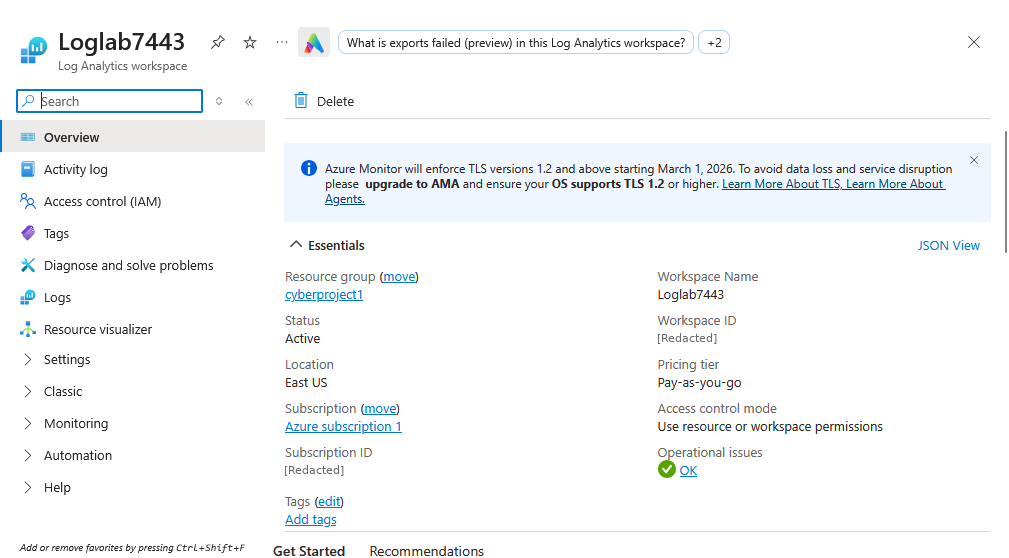 Loglab7443
Log Analytics workspace
What is exports failed (preview) in this Log Analytics workspace?
+2
Search
Delete
Overview
Activity log
Access control (IAM)
Tags
Diagnose and solve problems
Logs
Resource visualizer
Settings
Classic
Monitoring
Automation
Help
Add or remove favorites by pressing Ctrl+Shift+F
Azure Monitor will enforce TLS versions 1.2 and above starting March 1, 2026. To avoid data loss and service disruption
please upgrade to AMA and ensure your OS supports TLS 1.2 or higher. Learn More About TLS, Learn More About
Agents.
Essentials
JSON View
Resource group (move)
cyberproject1
Status
Active
Location
East US
Subscription (move)
Azure subscription 1
Subscription ID
[Redacted]
Workspace Name
Loglab7443
Workspace ID
[Redacted]
Pricing tier
Pay-as-you-go
Access control mode
Use resource or workspace permissions
Operational issues
OK
Tags (edit)
Add tags
Get Started
Recommendations